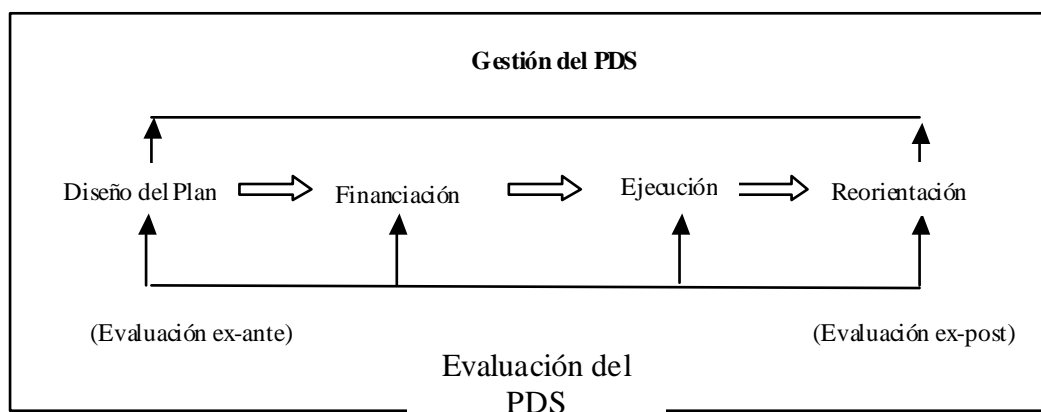 Gestión del PDS
Diseño del Plan
Financiación
Ejecución
Reorientación
(Evaluación ex-ante)
(Evaluación ex-post)
Evaluación del
PDS